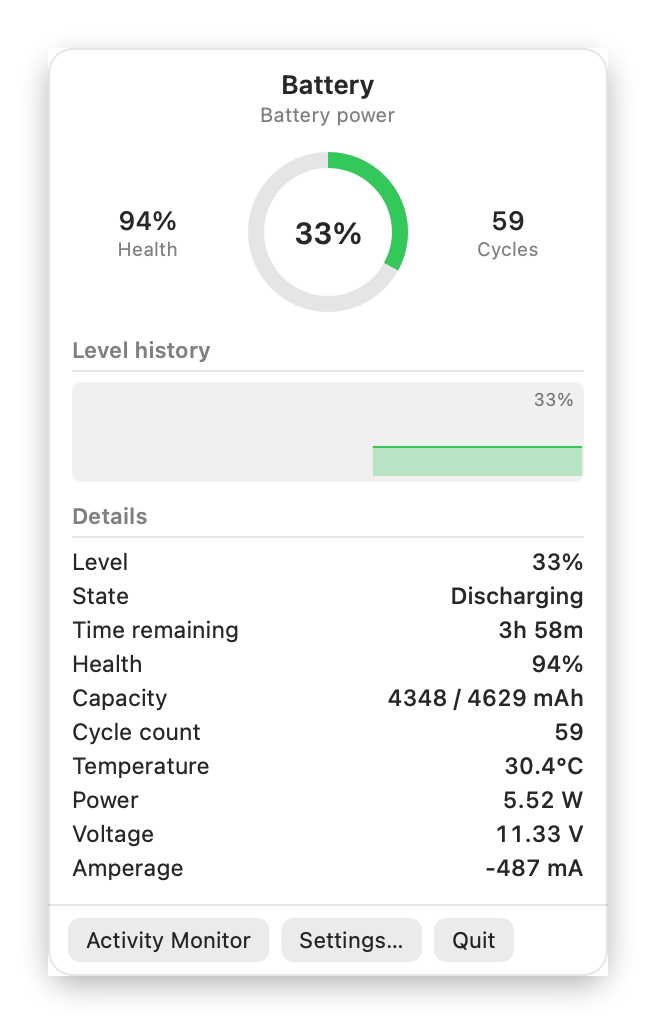 Battery
Battery power
94%
Health
33%
59
Cycles
Level history
33%
Details
Level 33%
State Discharging
Time remaining 3h 58m
Health 94%
Capacity 4348 / 4629 mAh
Cycle count 59
Temperature 30.4°C
Power 5.52 W
Voltage 11.33 V
Amperage -487 mA
Activity Monitor Settings... Quit